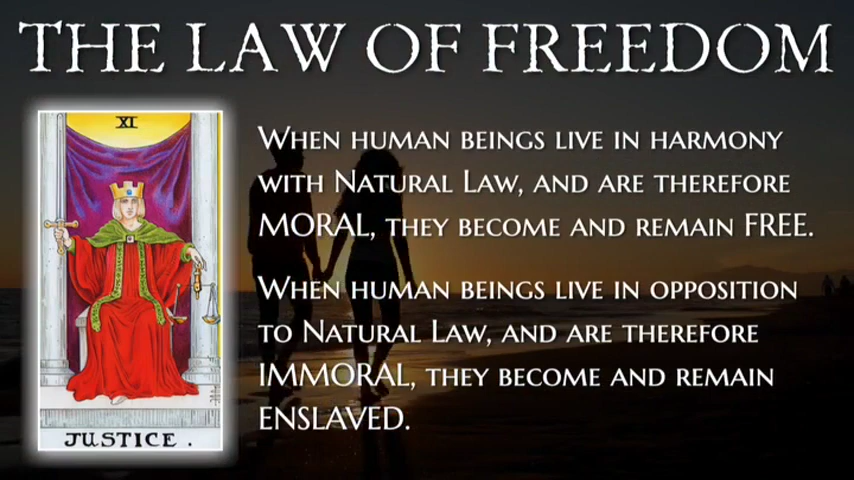 THE LAW OF FREEDOM
XI
JUSTICE.
WHEN HUMAN BEINGS LIVE IN HARMONY
WITH NATURAL LAW, AND ARE THEREFORE
MORAL, THEY BECOME AND REMAIN FREE.
WHEN HUMAN BEINGS LIVE IN OPPOSITION
TO NATURAL LAW, AND ARE THEREFORE
IMMORAL, THEY BECOME AND REMAIN
ENSLAVED.